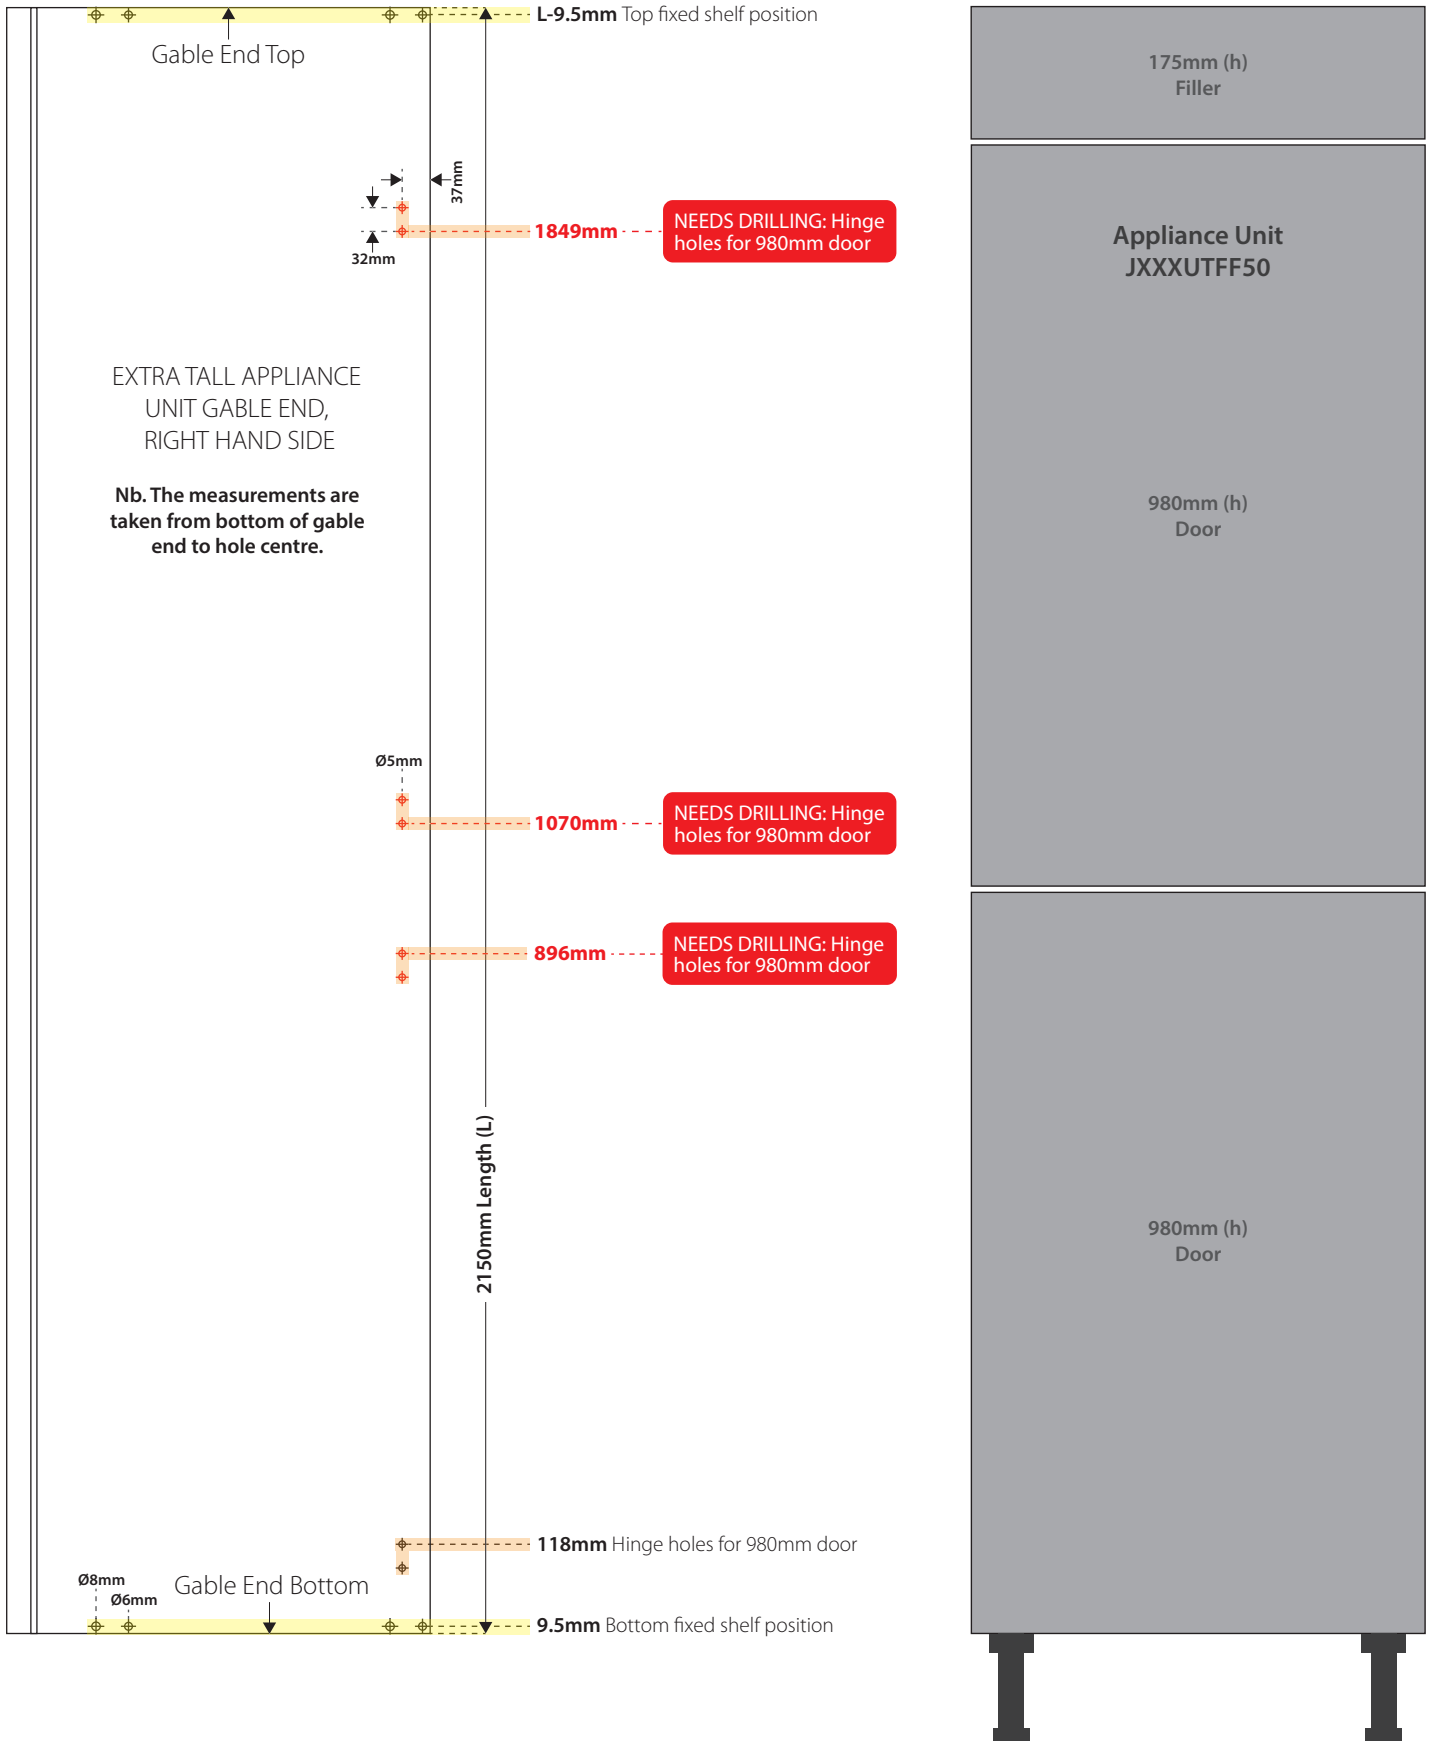 L-9.5mm Top fixed shelf position
Gable End Top
175mm (h)
Filler
37mm
32mm
1849mm
NEEDS DRILLING: Hinge
holes for 980mm door
Appliance Unit
JXXXUTFF50
EXTRA TALL APPLIANCE
UNIT GABLE END,
RIGHT HAND SIDE
Nb. The measurements are
taken from bottom of gable
end to hole centre.
980mm (h)
Door
Ø5mm
1070mm
NEEDS DRILLING: Hinge
holes for 980mm door
896mm
NEEDS DRILLING: Hinge
holes for 980mm door
2150mm Length (L)
980mm (h)
Door
118mm Hinge holes for 980mm door
Ø8mm
Ø6mm
Gable End Bottom
9.5mm Bottom fixed shelf position